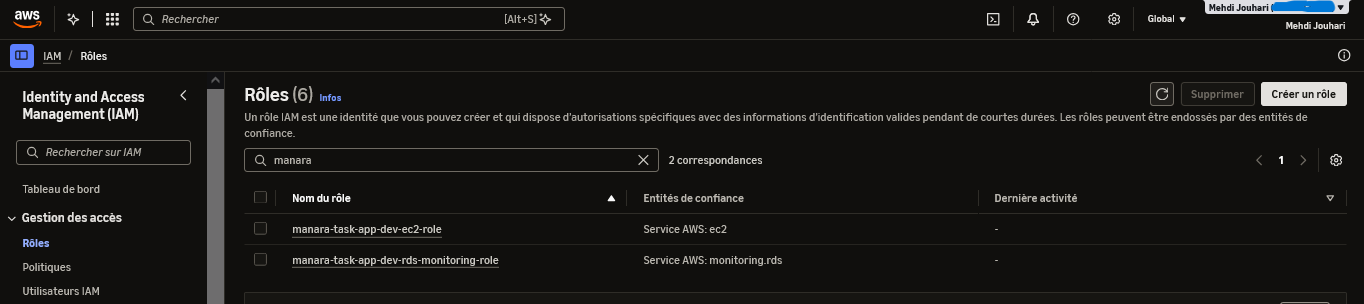 aws
Rechercher
[Alt+S]
Global
Mehdi Jouhari (
Mehdi Jouhari
IAM / Rôles
Identity and Access
Management (IAM)
Rechercher sur IAM
Tableau de bord
Gestion des accès
Rôles
Politiques
Utilisateurs IAM
Rôles (6) Infos
Supprimer
Créer un rôle
Un rôle IAM est une identité que vous pouvez créer et qui dispose d'autorisations spécifiques avec des informations d'identification valides pendant de courtes durées. Les rôles peuvent être endossés par des entités de
confiance.
manara
2 correspondances
1
Nom du rôle Entités de confiance Dernière activité
manara-task-app-dev-ec2-role Service AWS: ec2 -
manara-task-app-dev-rds-monitoring-role Service AWS: monitoring.rds -